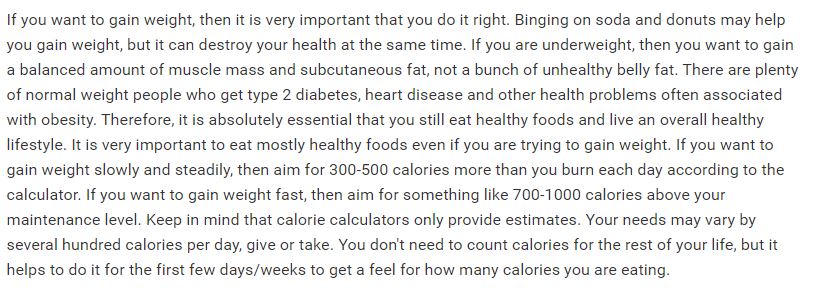 If you want to gain weight, then it is very important that you do it right. Binging on soda and donuts may help
you gain weight, but it can destroy your health at the same time. If you are underweight, then you want to gain
a balanced amount of muscle mass and subcutaneous fat, not a bunch of unhealthy belly fat. There are plenty
of normal weight people who get type 2 diabetes, heart disease and other health problems often associated
with obesity. Therefore, it is absolutely essential that you still eat healthy foods and live an overall healthy
lifestyle. It is very important to eat mostly healthy foods even if you are trying to gain weight. If you want to
gain weight slowly and steadily, then aim for 300-500 calories more than you burn each day according to the
calculator. If you want to gain weight fast, then aim for something like 700-1000 calories above your
maintenance level. Keep in mind that calorie calculators only provide estimates. Your needs may vary by
several hundred calories per day, give or take. You don't need to count calories for the rest of your life, but it
helps to do it for the first few days/weeks to get a feel for how many calories you are eating.